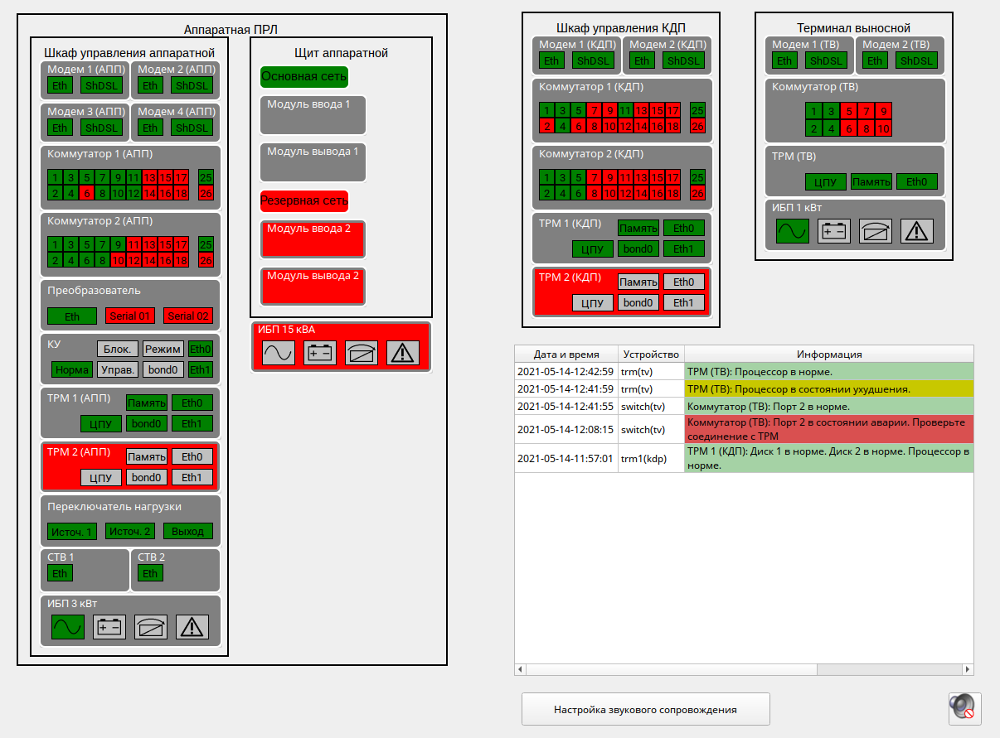 Аппаратная ПРЛ
Шкаф управления аппаратной
Модем 1 (АПП) Модем 2 (АПП)
Eth ShDSL Eth ShDSL
Модем 3 (АПП) Модем 4 (АПП)
Eth ShDSL Eth ShDSL
Коммутатор 1 (АПП)
1 3 5 7 9 11 13 15 17 25
2 4 6 8 10 12 14 16 18 26
Коммутатор 2 (АПП)
1 3 5 7 9 11 13 15 17 25
2 4 6 8 10 12 14 16 18 26
Преобразователь
Eth Serial 01 Serial 02
КУ Блок. Режим Eth0
Норма Управ. bond0 Eth1
ТРМ 1 (АПП) Память Eth0
ЦПУ bond0 Eth1
ТРМ 2 (АПП) Память Eth0
ЦПУ bond0 Eth1
Переключатель нагрузки
Источ. 1 Источ. 2 Выход
СТВ 1 СТВ 2
Eth Eth
ИБП 3 кВт
Щит аппаратной
Основная сеть
Модуль ввода 1
Модуль вывода 1
Резервная сеть
Модуль ввода 2
Модуль вывода 2
ИБП 15 кВА
Шкаф управления КДП
Модем 1 (КДП) Модем 2 (КДП)
Eth ShDSL Eth ShDSL
Коммутатор 1 (КДП)
1 3 5 7 9 11 13 15 17 25
2 4 6 8 10 12 14 16 18 26
Коммутатор 2 (КДП)
1 3 5 7 9 11 13 15 17 25
2 4 6 8 10 12 14 16 18 26
ТРМ 1 (КДП) Память Eth0
ЦПУ bond0 Eth1
ТРМ 2 (КДП) Память Eth0
ЦПУ bond0 Eth1
Терминал выносной
Модем 1 (ТВ) Модем 2 (ТВ)
Eth ShDSL Eth ShDSL
Коммутатор (ТВ)
1 3 5 7 9
2 4 6 8 10
ТРМ (ТВ)
ЦПУ Память Eth0
ИБП 1 кВт
Дата и время Устройство Информация
2021-05-14-12:42:59 trm(tv) ТРМ (ТВ): Процессор в норме.
2021-05-14-12:41:59 trm(tv) ТРМ (ТВ): Процессор в состоянии ухудшения.
2021-05-14-12:41:55 switch(tv) Коммутатор (ТВ): Порт 2 в норме.
2021-05-14-12:08:15 switch(tv) Коммутатор (ТВ): Порт 2 в состоянии аварии. Проверьте
соединение с ТРМ
2021-05-14-11:57:01 trm1(kdp) ТРМ 1 (КДП): Диск 1 в норме. Диск 2 в норме. Процессор в
норме.
Настройка звукового сопровождения